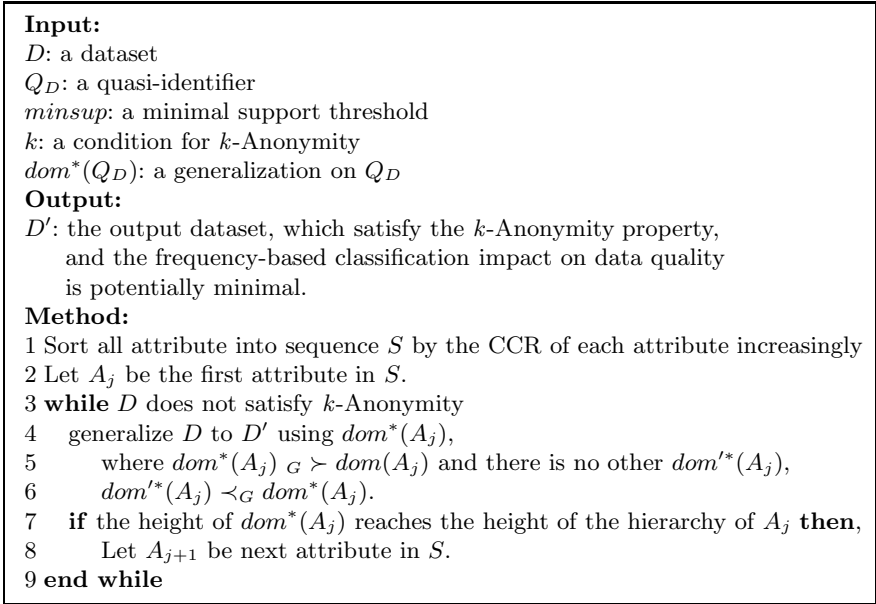 Input:
D: a dataset
Q_D: a quasi-identifier
minsup: a minimal support threshold
k: a condition for k-Anonymity
dom*(Q_D): a generalization on Q_D
Output:
D′: the output dataset, which satisfy the k-Anonymity property,
and the frequency-based classification impact on data quality
is potentially minimal.
Method:
1 Sort all attribute into sequence S by the CCR of each attribute increasingly
2 Let A_j be the first attribute in S.
3 while D does not satisfy k-Anonymity
4 generalize D to D′ using dom*(A_j),
5 where dom*(A_j) _G ≻ dom(A_j) and there is no other dom′*(A_j),
6 dom′*(A_j) ≺_G dom*(A_j).
7 if the height of dom*(A_j) reaches the height of the hierarchy of A_j then,
8 Let A_{j+1} be next attribute in S.
9 end while